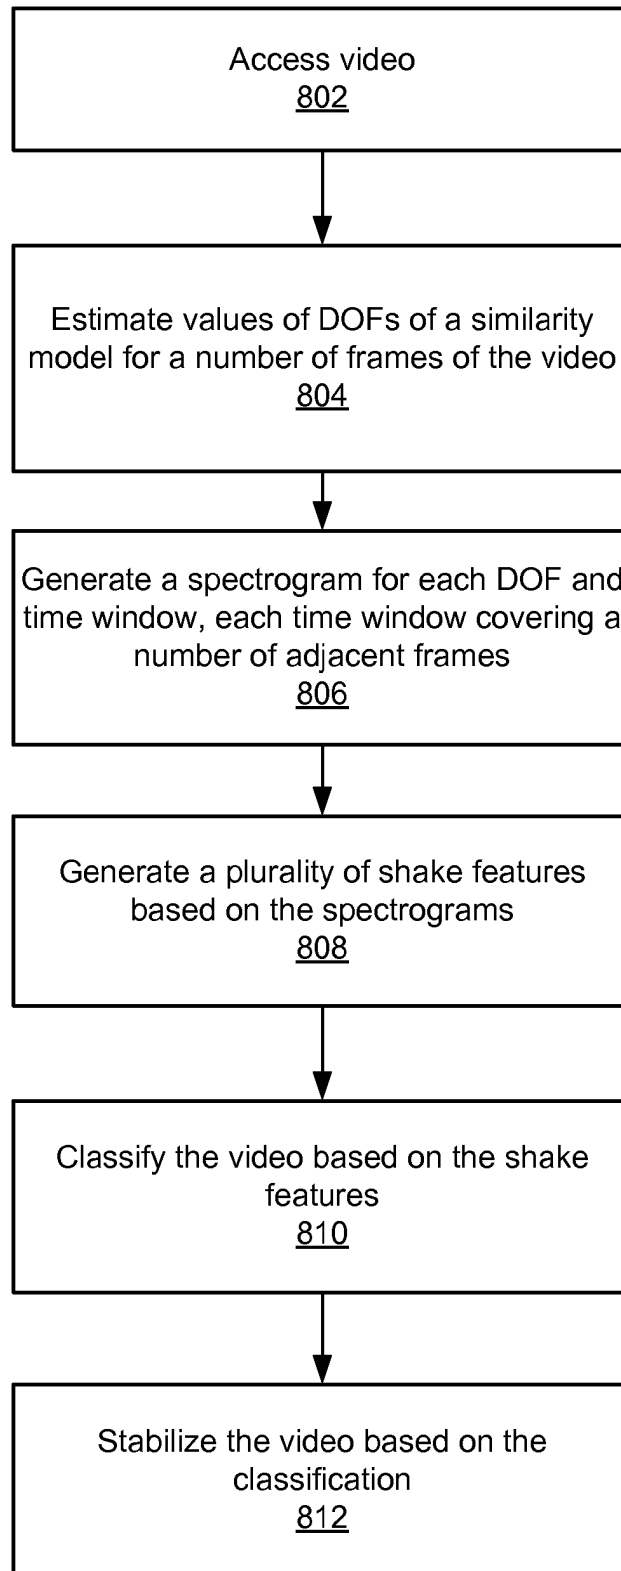 Access video
802
Estimate values of DOFs of a similarity
model for a number of frames of the video
804
Generate a spectrogram for each DOF and
time window, each time window covering a
number of adjacent frames
806
Generate a plurality of shake features
based on the spectrograms
808
Classify the video based on the shake
features
810
Stabilize the video based on the
classification
812